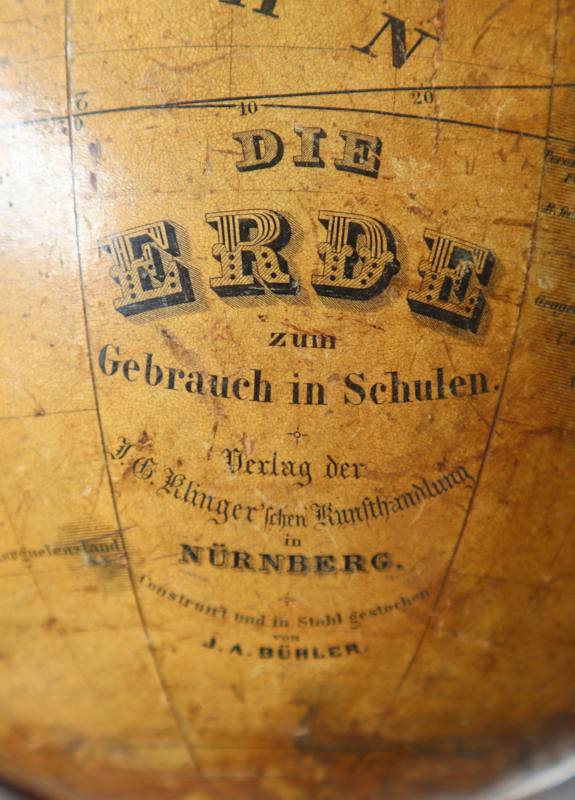 N
10
20
DIE
ERDE
zum
Gebrauch in Schulen.
Verlag der
J. G. Klinger'schen Kunsthandlung
in
NÜRNBERG.
Construirt und in Stahl gestochen
von
J. A. BÜHLER.